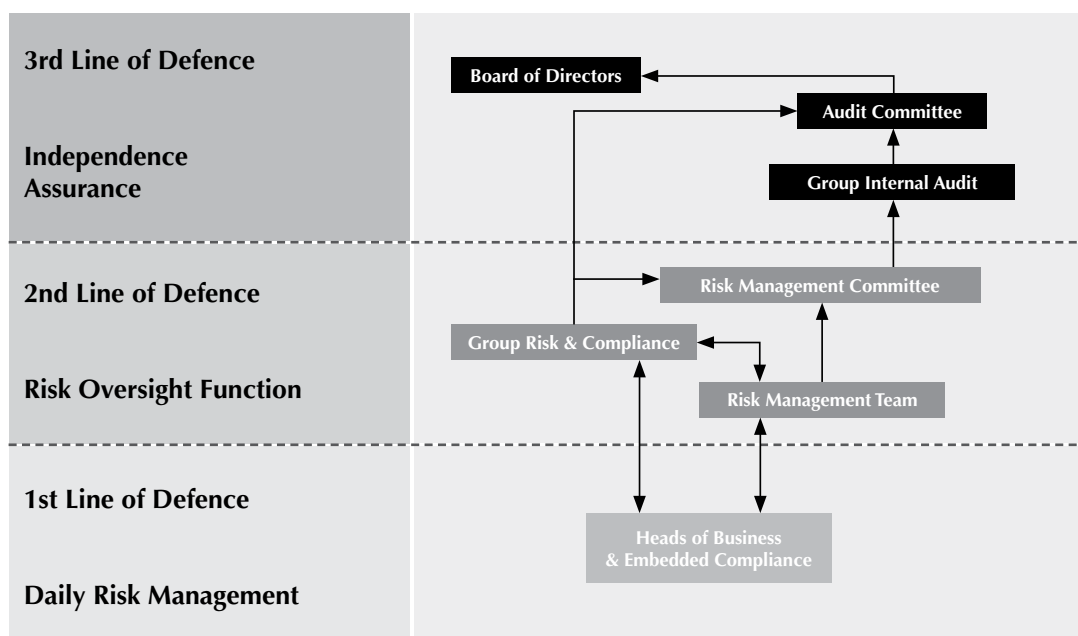 3rd Line of Defence
Independence
Assurance
Board of Directors
Audit Committee
Group Internal Audit
2nd Line of Defence
Risk Oversight Function
Risk Management Committee
Group Risk & Compliance
Risk Management Team
1st Line of Defence
Daily Risk Management
Heads of Business
& Embedded Compliance